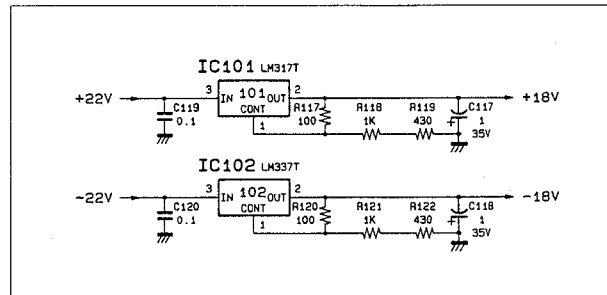 IC101 LM317T
+22V
3
IN 101 OUT
CONT
2
1
C119
0.1
R117
100
R118
1K
R119
430
C117
1
35V
+
+18V
IC102 LM337T
-22V
3
IN 102 OUT
CONT
2
1
C120
0.1
R120
100
R121
1K
R122
430
C118
1
35V
+
-18V